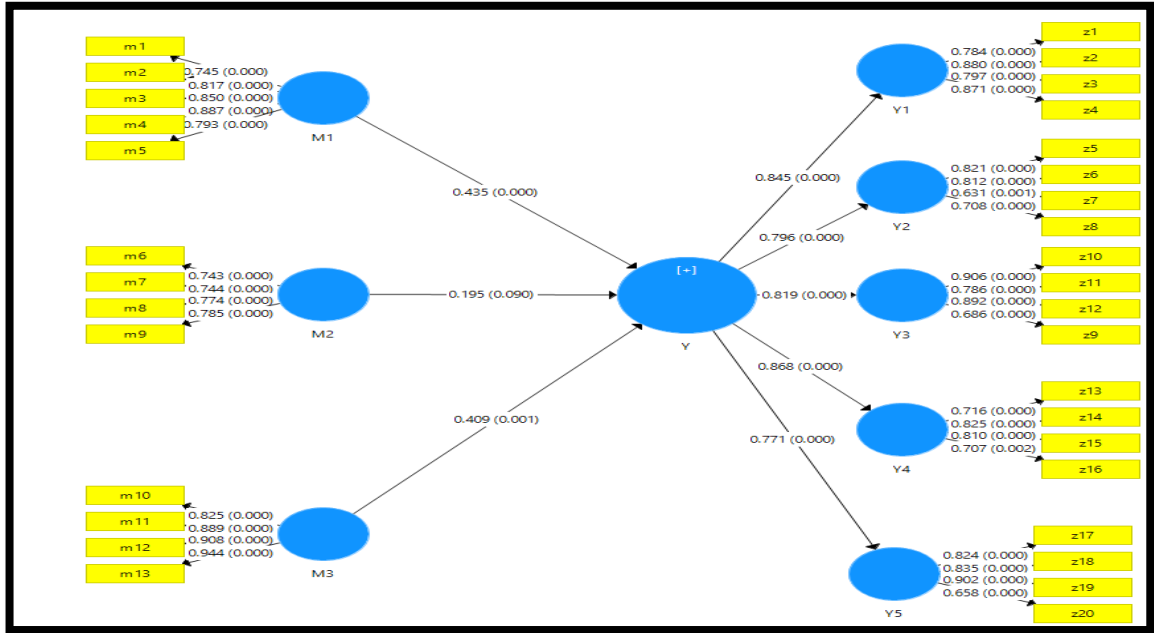 m1
m2
m3
m4
m5
0.745 (0.000)
0.817 (0.000)
0.850 (0.000)
0.887 (0.000)
0.793 (0.000)
M1
m6
m7
m8
m9
0.743 (0.000)
0.744 (0.000)
0.774 (0.000)
0.785 (0.000)
M2
m10
m11
m12
m13
0.825 (0.000)
0.889 (0.000)
0.908 (0.000)
0.944 (0.000)
M3
0.435 (0.000)
0.195 (0.090)
0.409 (0.001)
[+]
Y
0.845 (0.000)
0.796 (0.000)
0.819 (0.000)
0.868 (0.000)
0.771 (0.000)
Y1
0.784 (0.000)
0.880 (0.000)
0.797 (0.000)
0.871 (0.000)
z1
z2
z3
z4
Y2
0.821 (0.000)
0.812 (0.000)
0.631 (0.001)
0.708 (0.000)
z5
z6
z7
z8
Y3
0.906 (0.000)
0.786 (0.000)
0.892 (0.000)
0.686 (0.000)
z10
z11
z12
z9
Y4
0.716 (0.000)
0.825 (0.000)
0.810 (0.000)
0.707 (0.002)
z13
z14
z15
z16
Y5
0.824 (0.000)
0.835 (0.000)
0.902 (0.000)
0.658 (0.000)
z17
z18
z19
z20